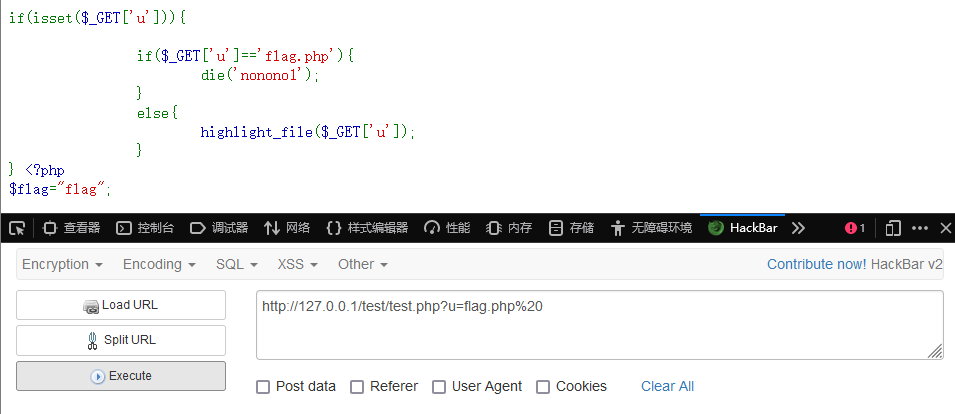 if(isset($_GET['u'])){
if($_GET['u']=='flag.php'){
die('nonono1');
}
else{
highlight_file($_GET['u']);
}
} <?php
$flag="flag";
查看器 控制台 调试器 网络 样式编辑器 性能 内存 存储 无障碍环境 HackBar 1
Encryption Encoding SQL XSS Other Contribute now! HackBar v2
Load URL
Split URL
Execute
http://127.0.0.1/test/test.php?u=flag.php%20
Post data Referer User Agent Cookies Clear All